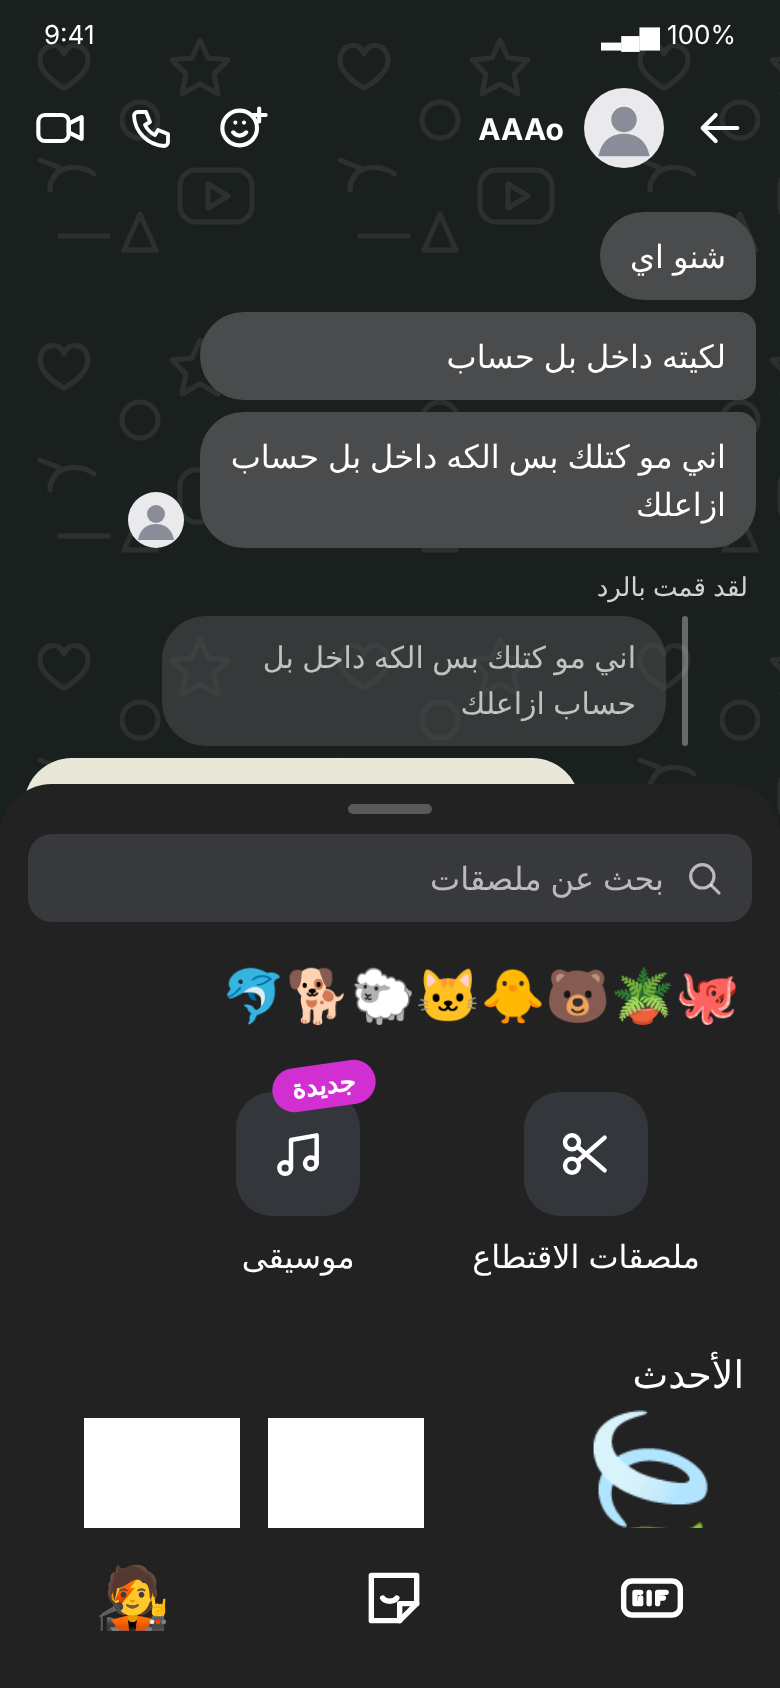 9:41
100%
AAAo
شنو اي
لكيته داخل بل حساب
اني مو كتلك بس الكه داخل بل حساب
ازاعلك
لقد قمت بالرد
اني مو كتلك بس الكه داخل بل
حساب ازاعلك
بحث عن ملصقات
جديدة
ملصقات الاقتطاع
موسيقى
الأحدث
GIF